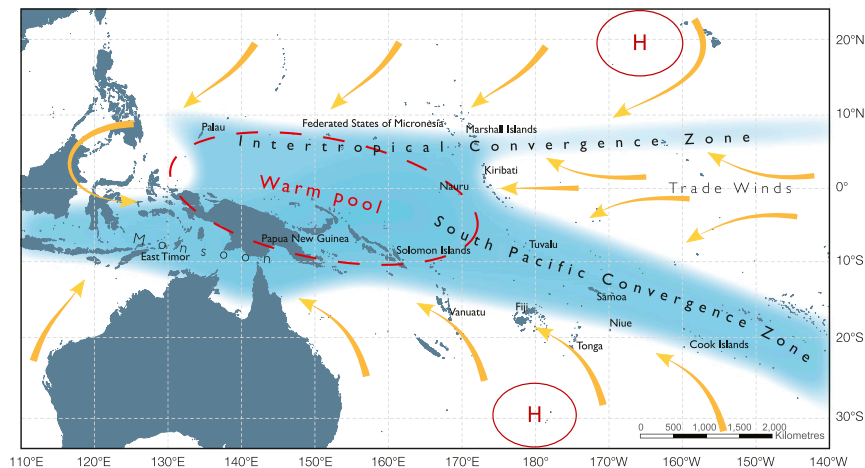 H
20°N
10°N
0°
10°S
20°S
30°S
Palau
Federated States of Micronesia
Marshall Islands
Intertropical Convergence Zone
Kiribati
Warm pool
Nauru
Trade Winds
Monsoon
Papua New Guinea
East Timor
Solomon Islands
Tuvalu
South Pacific Convergence Zone
Samoa
Vanuatu
Fiji
Niue
Tonga
Cook Islands
H
0 500 1,000 1,500 2,000
Kilometres
110°E 120°E 130°E 140°E 150°E 160°E 170°E 180° 170°W 160°W 150°W 140°W